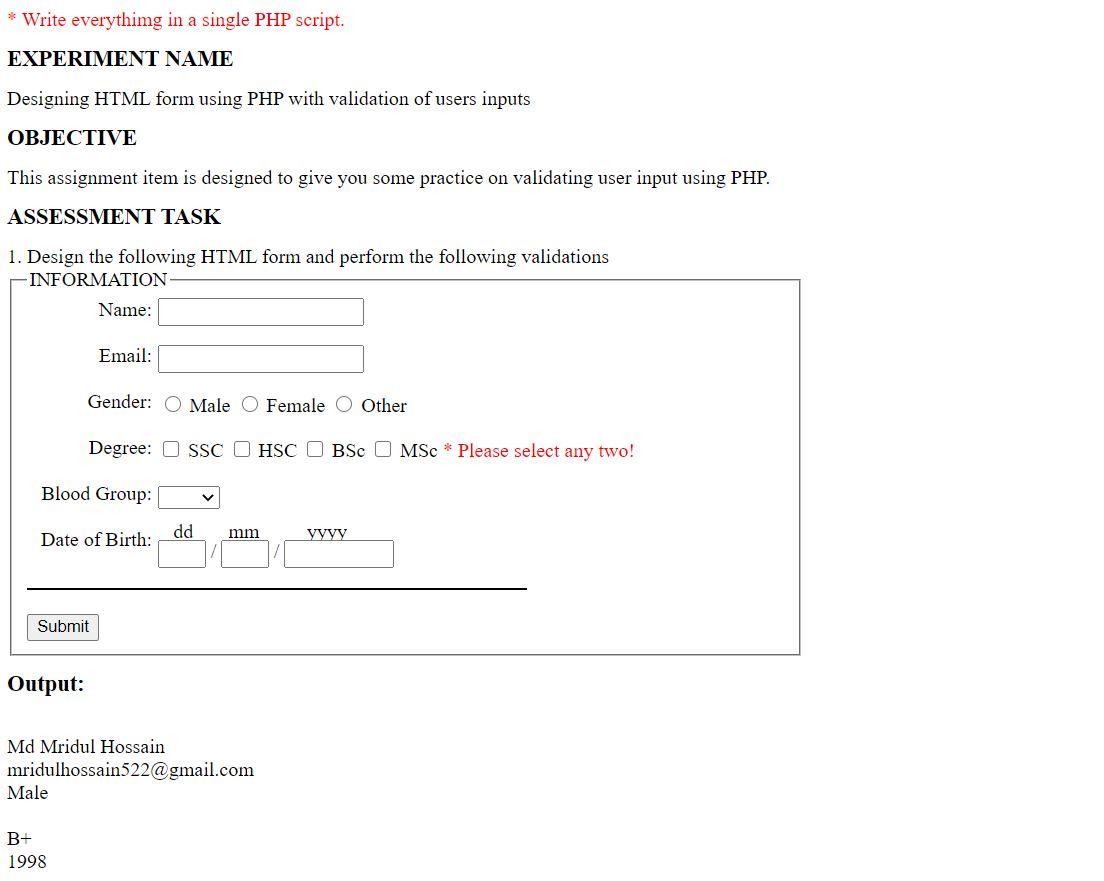 * Write everythimg in a single PHP script.
EXPERIMENT NAME
Designing HTML form using PHP with validation of users inputs
OBJECTIVE
This assignment item is designed to give you some practice on validating user input using PHP.
ASSESSMENT TASK
1. Design the following HTML form and perform the following validations
INFORMATION
Name:
Email:
Gender: Male Female Other
Degree: SSC HSC BSc MSc * Please select any two!
Blood Group:
dd mm yyyy
Date of Birth: / /
Submit
Output:
Md Mridul Hossain
mridulhossain522@gmail.com
Male
B+
1998